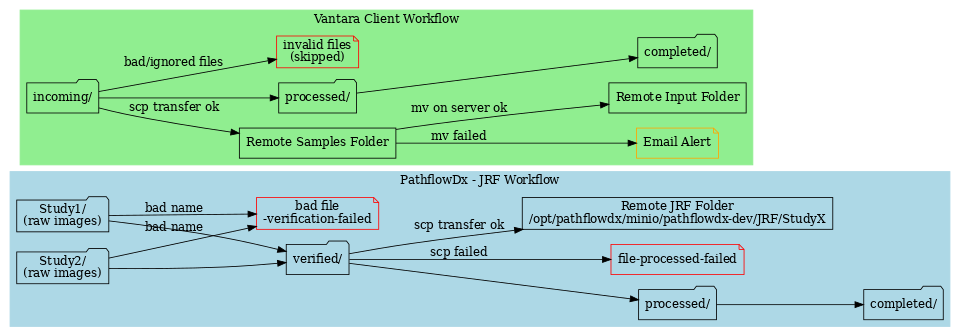 Vantara Client Workflow
invalid files
(skipped)
completed/
bad/ignored files
incoming/
processed/
Remote Input Folder
scp transfer ok
mv on server ok
Remote Samples Folder
mv failed
Email Alert
PathflowDx - JRF Workflow
Study1/
(raw images)
bad name
bad file
-verification-failed
Remote JRF Folder
/opt/pathflowdx/minio/pathflowdx-dev/JRF/StudyX
bad name
scp transfer ok
Study2/
(raw images)
verified/
scp failed
file-processed-failed
processed/
completed/